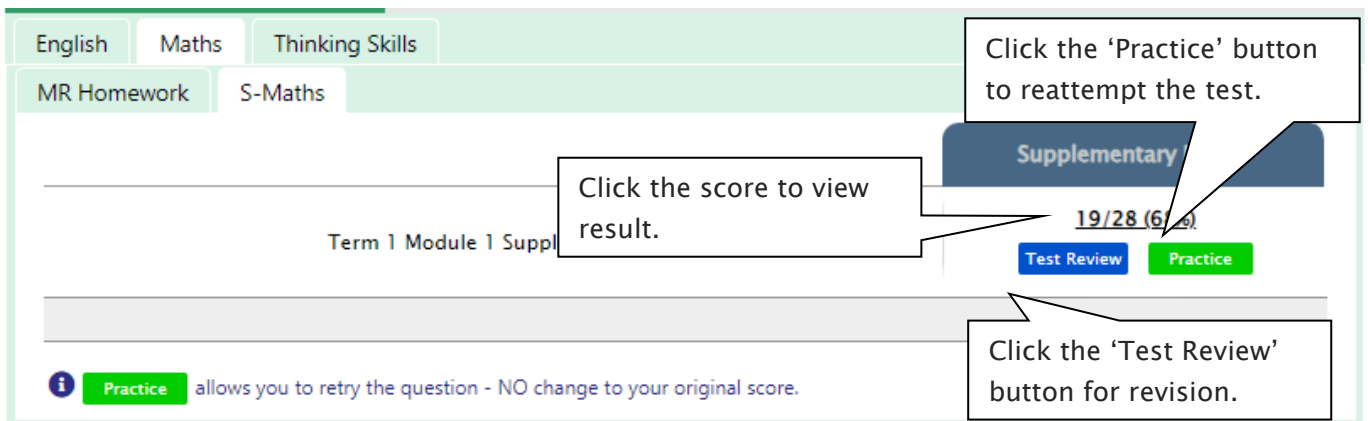 English Maths Thinking Skills
Click the ‘Practice’ button
to reattempt the test.
MR Homework S-Maths
Supplementary
Click the score to view
result.
19/28 (68%)
Term 1 Module 1
Test Review Practice
Click the ‘Test Review’
button for revision.
Practice allows you to retry the question - NO change to your original score.